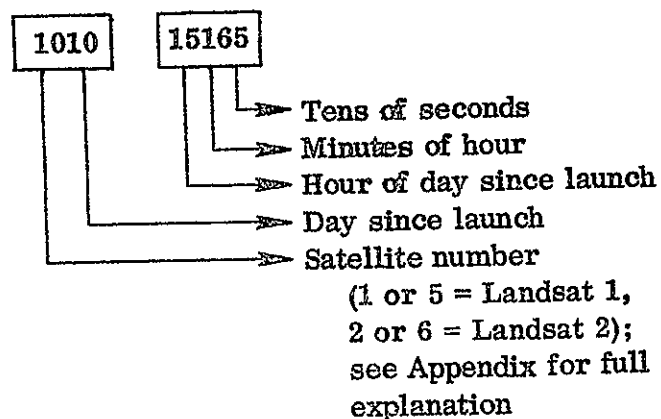 1010 15165
Tens of seconds
Minutes of hour
Hour of day since launch
Day since launch
Satellite number
(1 or 5 = Landsat 1,
2 or 6 = Landsat 2);
see Appendix for full
explanation